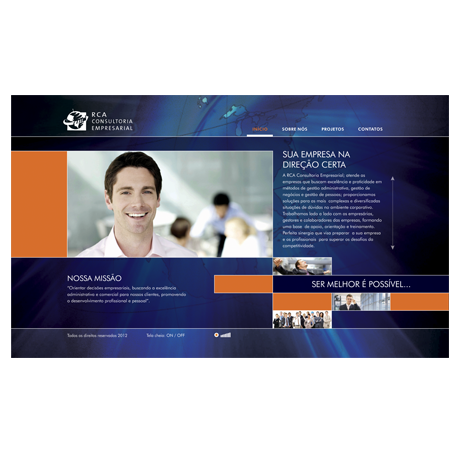 RCA
CONSULTORIA
EMPRESARIAL
INÍCIO
SOBRE NÓS
PROJETOS
CONTATOS
SUA EMPRESA NA
DIREÇÃO CERTA
A RCA Consultoria Empresarial, atende as
empresas que buscam excelência e praticidade em
métodos de gestão administrativa, gestão de
negócios e gestão de pessoas; proporcionamos
soluções para as mais complexas e diversificadas
situações de dúvidas no ambiente corporativo.
Trabalhamos lado a lado com os empresários,
gestores e colaboradores das empresas, formando
uma base de apoio, orientação e treinamento.
Perfeita sinergia que visa preparar a sua empresa
e os profissionais para superar os desafios da
competitividade.
NOSSA MISSÃO
"Orientar decisões empresariais, buscando a excelência
administrativa e comercial para nossos clientes, promovendo
o desenvolvimento profissional e pessoal".
SER MELHOR É POSSÍVEL...
Todos os direitos reservados 2012
Tela cheia: ON / OFF